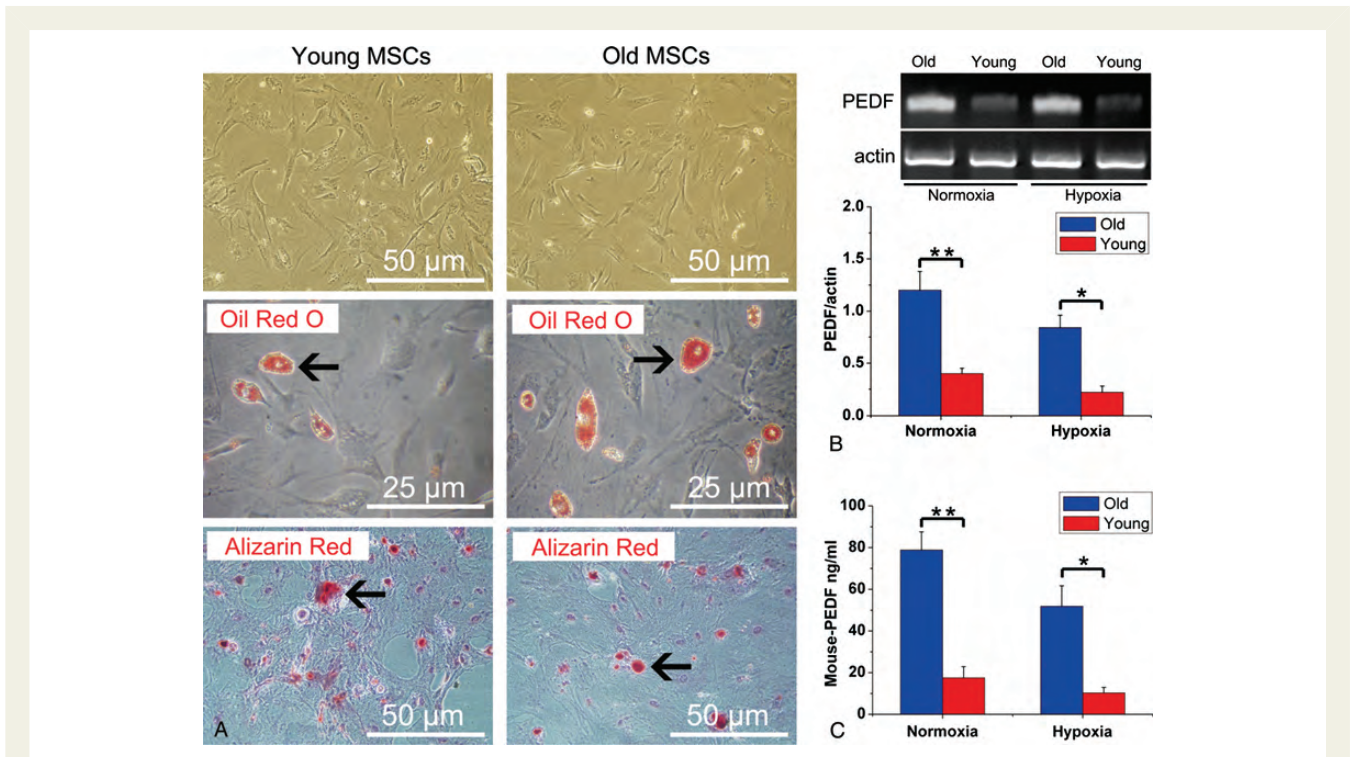 Young MSCs
Old MSCs
50 µm
50 µm
Oil Red O
Oil Red O
25 µm
25 µm
Alizarin Red
Alizarin Red
A
50 µm
50 µm
Old Young Old Young
PEDF
actin
Normoxia Hypoxia
2.0
1.5
1.0
0.5
0.0
PEDF/actin
Old
Young
**
*
Normoxia Hypoxia
B
100
80
60
40
20
0
Mouse-PEDF ng/ml
Old
Young
**
*
Normoxia Hypoxia
C